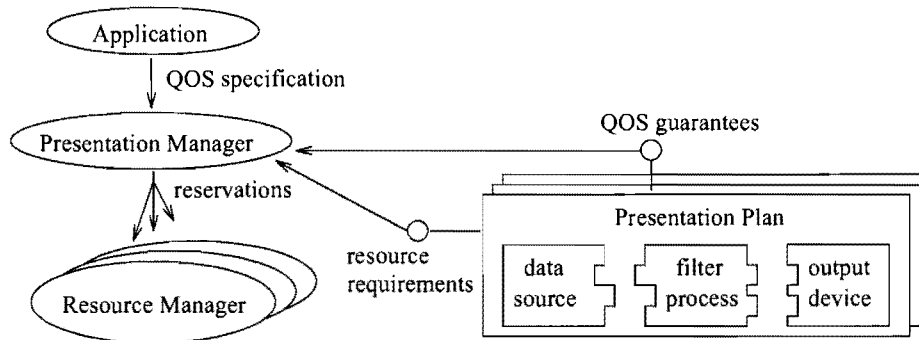 Application
QOS specification
QOS guarantees
Presentation Manager
reservations
Presentation Plan
resource
requirements
data
source
filter
process
output
device
Resource Manager